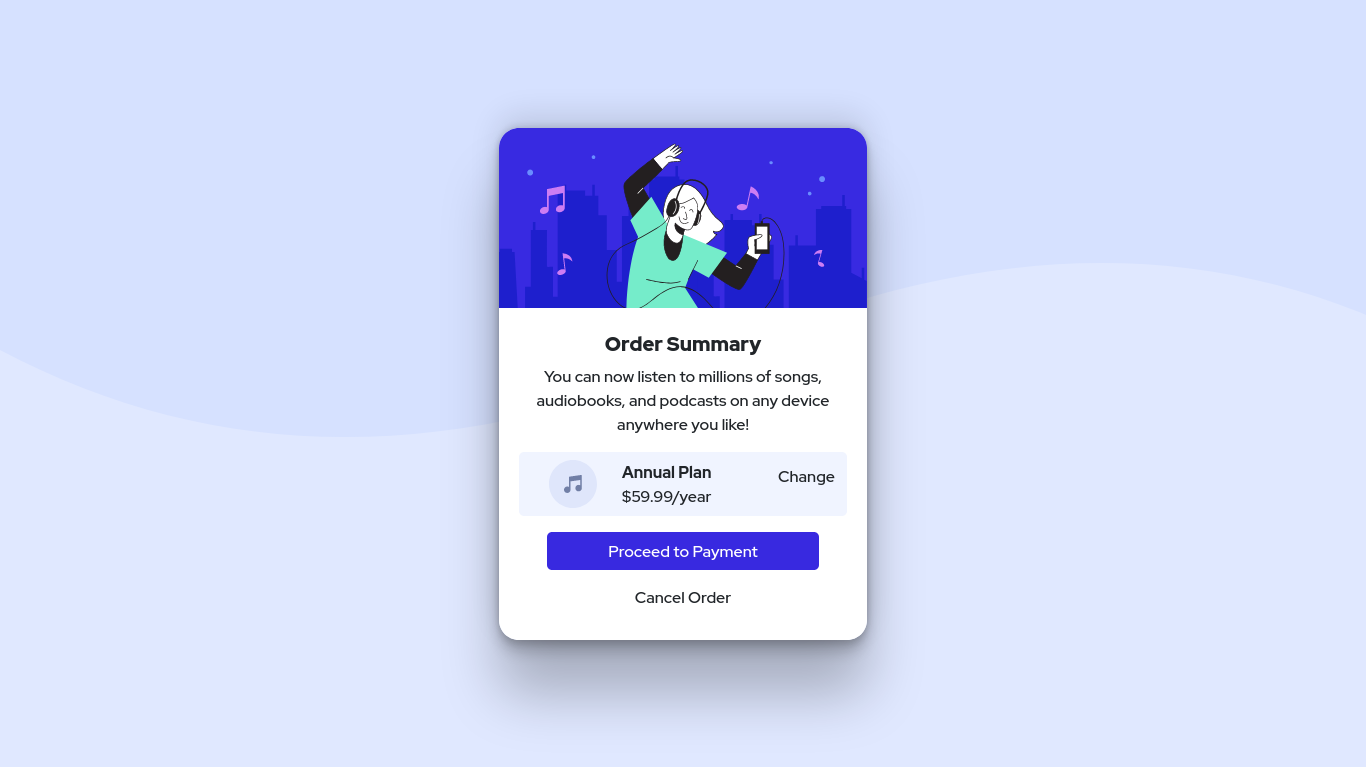 Order Summary
You can now listen to millions of songs,
audiobooks, and podcasts on any device
anywhere you like!
Annual Plan
Change
$59.99/year
Proceed to Payment
Cancel Order